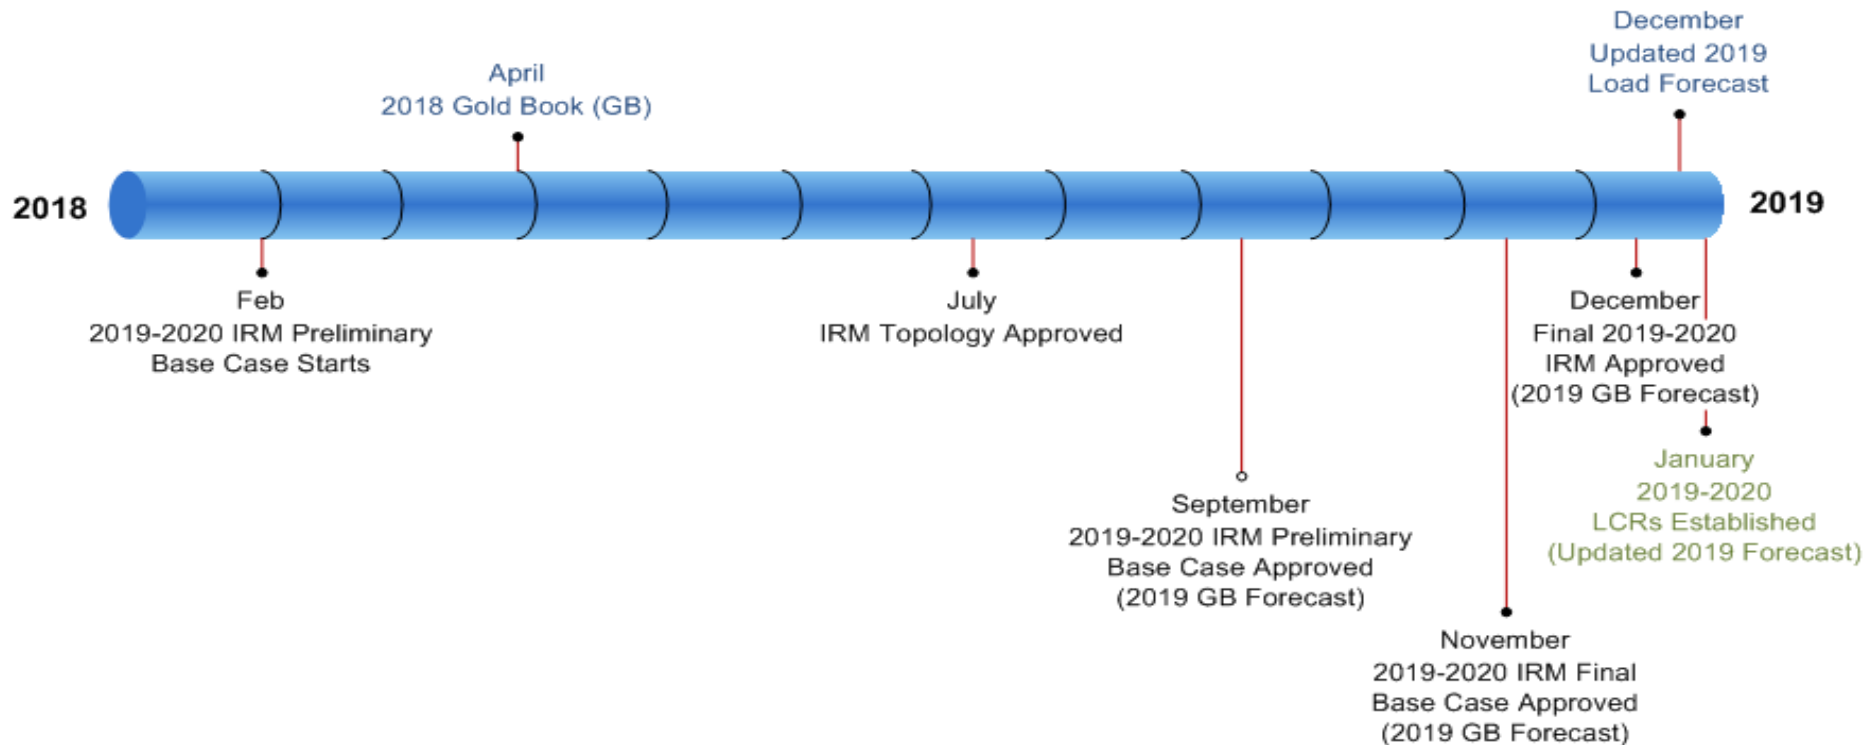 December
Updated 2019
Load Forecast
April
2018 Gold Book (GB)
2018
2019
Feb
2019-2020 IRM Preliminary
Base Case Starts
July
IRM Topology Approved
December
Final 2019-2020
IRM Approved
(2019 GB Forecast)
January
2019-2020
LCRs Established
(Updated 2019 Forecast)
September
2019-2020 IRM Preliminary
Base Case Approved
(2019 GB Forecast)
November
2019-2020 IRM Final
Base Case Approved
(2019 GB Forecast)